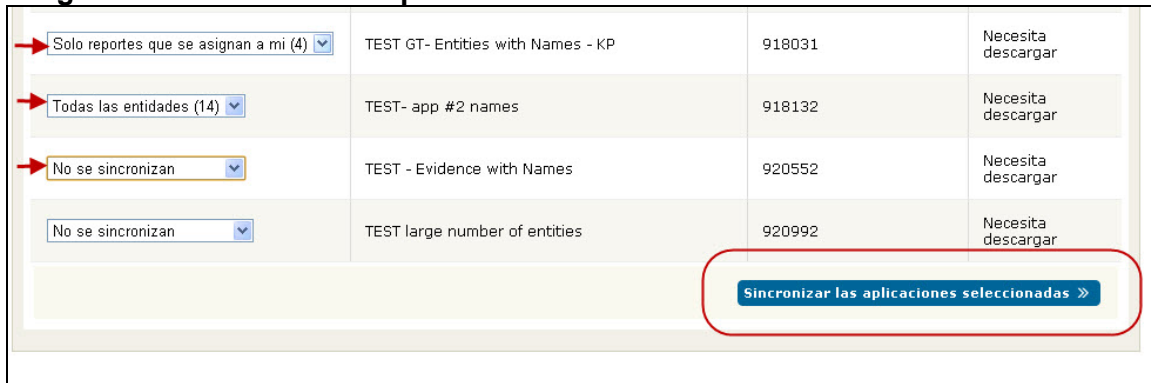 Solo reportes que se asignan a mi (4) TEST GT- Entities with Names - KP 918031 Necesita
descargar
Todas las entidades (14) TEST- app #2 names 918132 Necesita
descargar
No se sincronizan TEST - Evidence with Names 920552 Necesita
descargar
No se sincronizan TEST large number of entities 920992 Necesita
descargar
Sincronizar las aplicaciones seleccionadas »